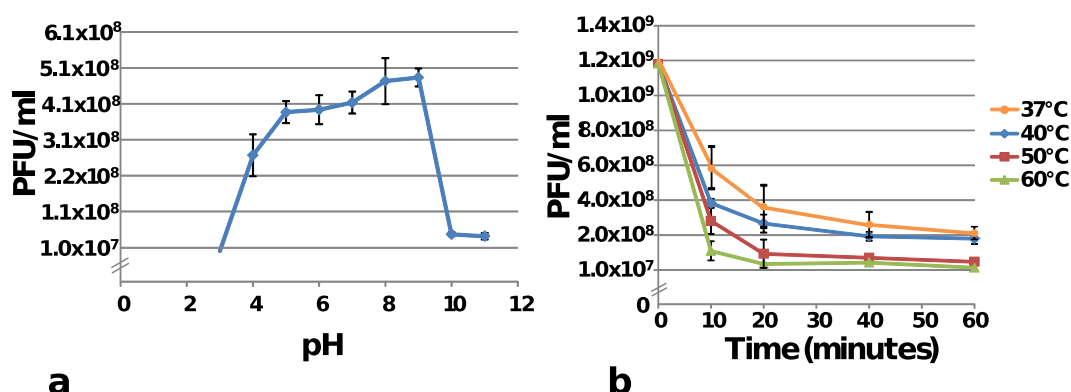 6.1x10⁸
5.1x10⁸
4.1x10⁸
3.1x10⁸
2.2x10⁸
1.1x10⁸
1.0x10⁷
PFU/ml
0 2 4 6 8 10 12
pH
a
1.4x10⁹
1.2x10⁹
1.0x10⁹
8.0x10⁸
6.0x10⁸
4.0x10⁸
2.0x10⁸
1.0x10⁷
0
PFU/ml
0 10 20 30 40 50 60
Time (minutes)
37°C
40°C
50°C
60°C
b